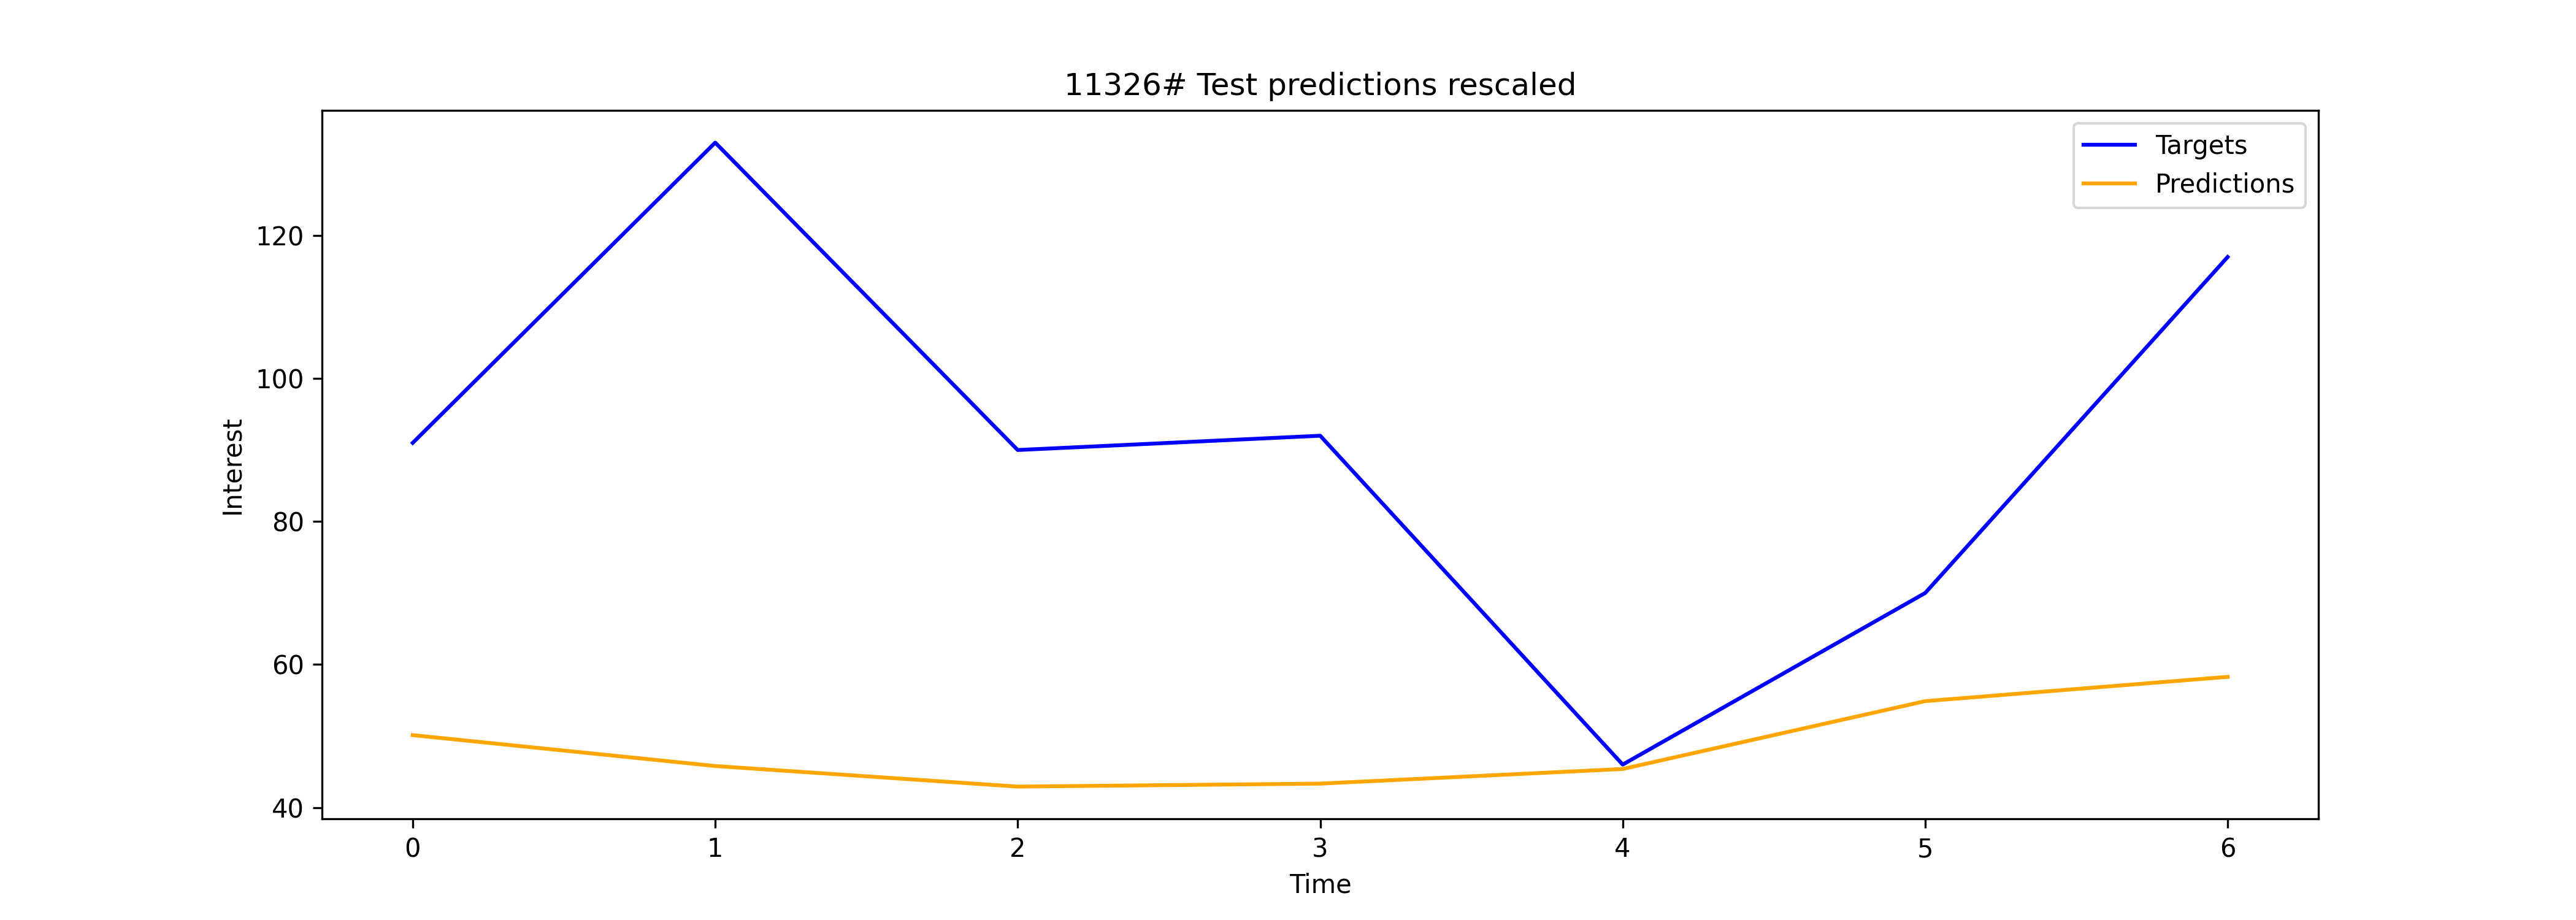 11326# Test predictions rescaled
Targets
Predictions
120
100
80
60
40
Interest
0 1 2 3 4 5 6
Time